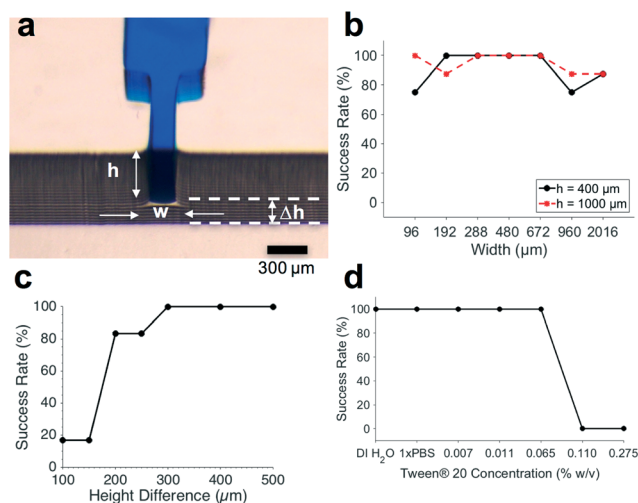 a
h
w
Δh
300 µm
b
Success Rate (%)
100
80
60
40
20
0
h = 400 µm
h = 1000 µm
96 192 288 480 672 960 2016
Width (µm)
c
Success Rate (%)
100
80
60
40
20
0
100 200 300 400 500
Height Difference (µm)
d
Success Rate (%)
100
80
60
40
20
0
DI H₂O 1xPBS 0.007 0.011 0.065 0.110 0.275
Tween® 20 Concentration (% w/v)